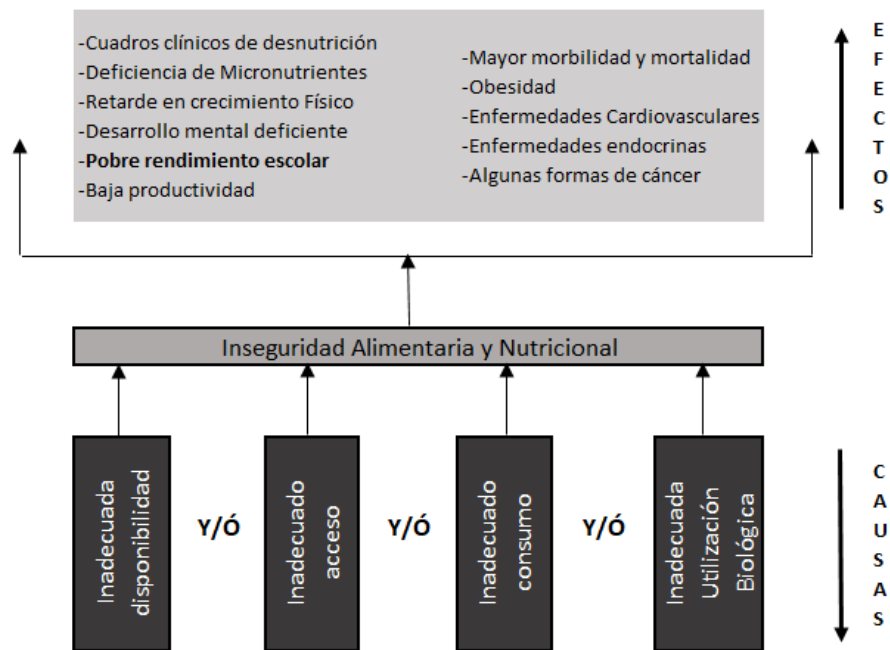 -Cuadros clínicos de desnutrición
-Deficiencia de Micronutrientes
-Retarde en crecimiento Físico
-Desarrollo mental deficiente
-Pobre rendimiento escolar
-Baja productividad
-Mayor morbilidad y mortalidad
-Obesidad
-Enfermedades Cardiovasculares
-Enfermedades endocrinas
-Algunas formas de cáncer
EFECTOS
Inseguridad Alimentaria y Nutricional
Inadecuada
disponibilidad
Y/Ó
Inadecuado
acceso
Y/Ó
Inadecuado
consumo
Y/Ó
Inadecuada
Utilización
Biológica
CAUSAS